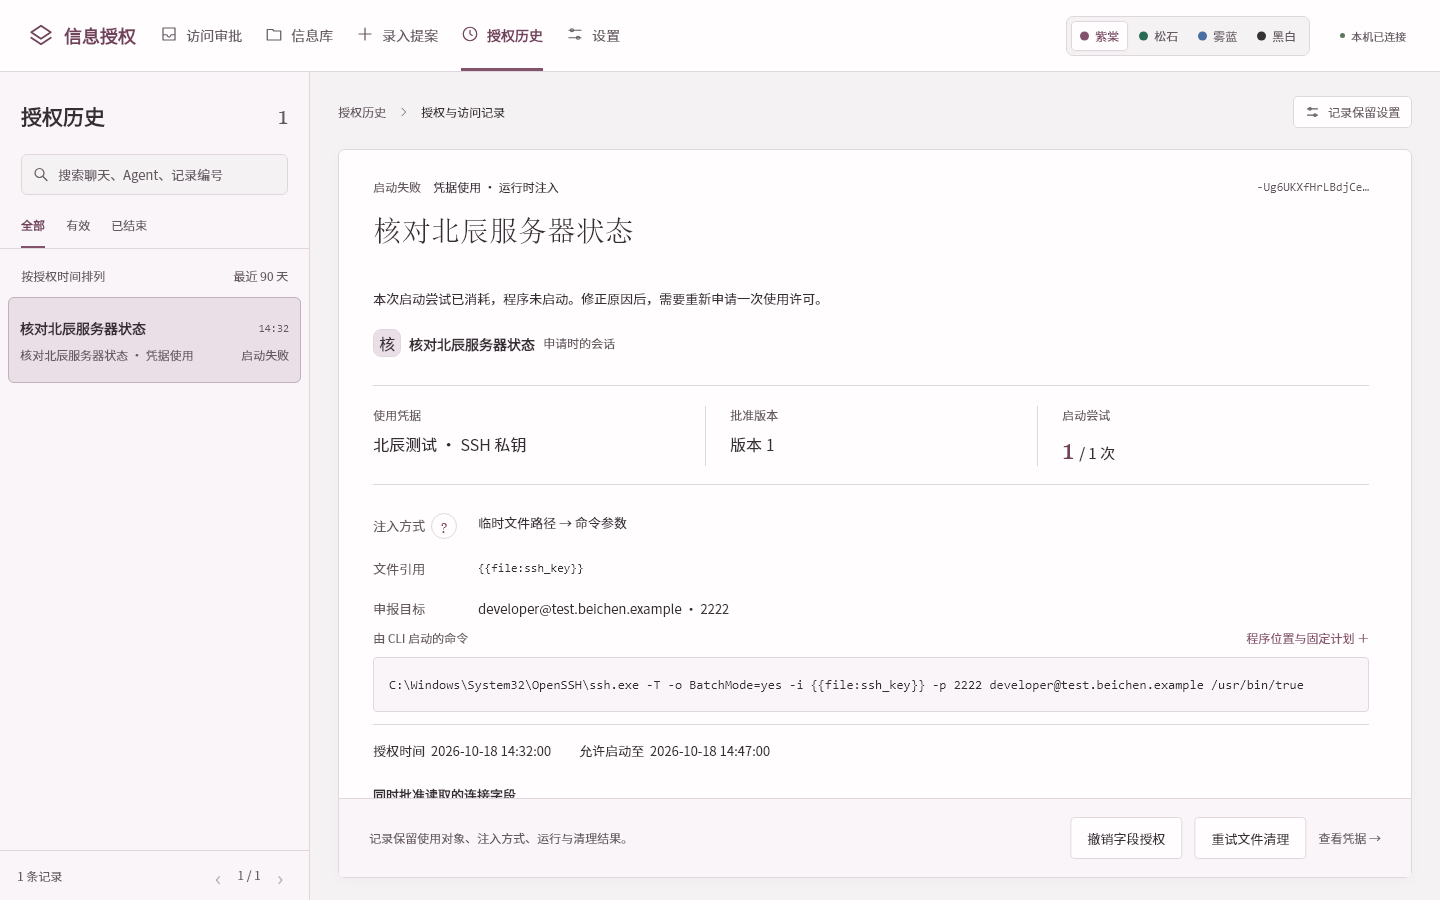 信息授权
访问审批
信息库
录入提案
授权历史
设置
紫棠
松石
雾蓝
黑白
本机已连接
授权历史
1
搜索聊天、Agent、记录编号
全部
有效
已结束
按授权时间排列
最近 90 天
核对北辰服务器状态
14:32
核对北辰服务器状态 · 凭据使用
启动失败
1 条记录
‹ 1 / 1 ›
授权历史 > 授权与访问记录
记录保留设置
启动失败 凭据使用 · 运行时注入
-Ug6UKXfHrLBdjCe…
核对北辰服务器状态
本次启动尝试已消耗，程序未启动。修正原因后，需要重新申请一次使用许可。
核
核对北辰服务器状态 申请时的会话
使用凭据
北辰测试 · SSH 私钥
批准版本
版本 1
启动尝试
1 / 1 次
注入方式 ? 临时文件路径 → 命令参数
文件引用 {{file:ssh_key}}
申报目标 developer@test.beichen.example · 2222
由 CLI 启动的命令
程序位置与固定计划 +
C:\Windows\System32\OpenSSH\ssh.exe -T -o BatchMode=yes -i {{file:ssh_key}} -p 2222 developer@test.beichen.example /usr/bin/true
授权时间 2026-10-18 14:32:00 允许启动至 2026-10-18 14:47:00
同时批准读取的连接字段
记录保留使用对象、注入方式、运行与清理结果。
撤销字段授权
重试文件清理
查看凭据 →